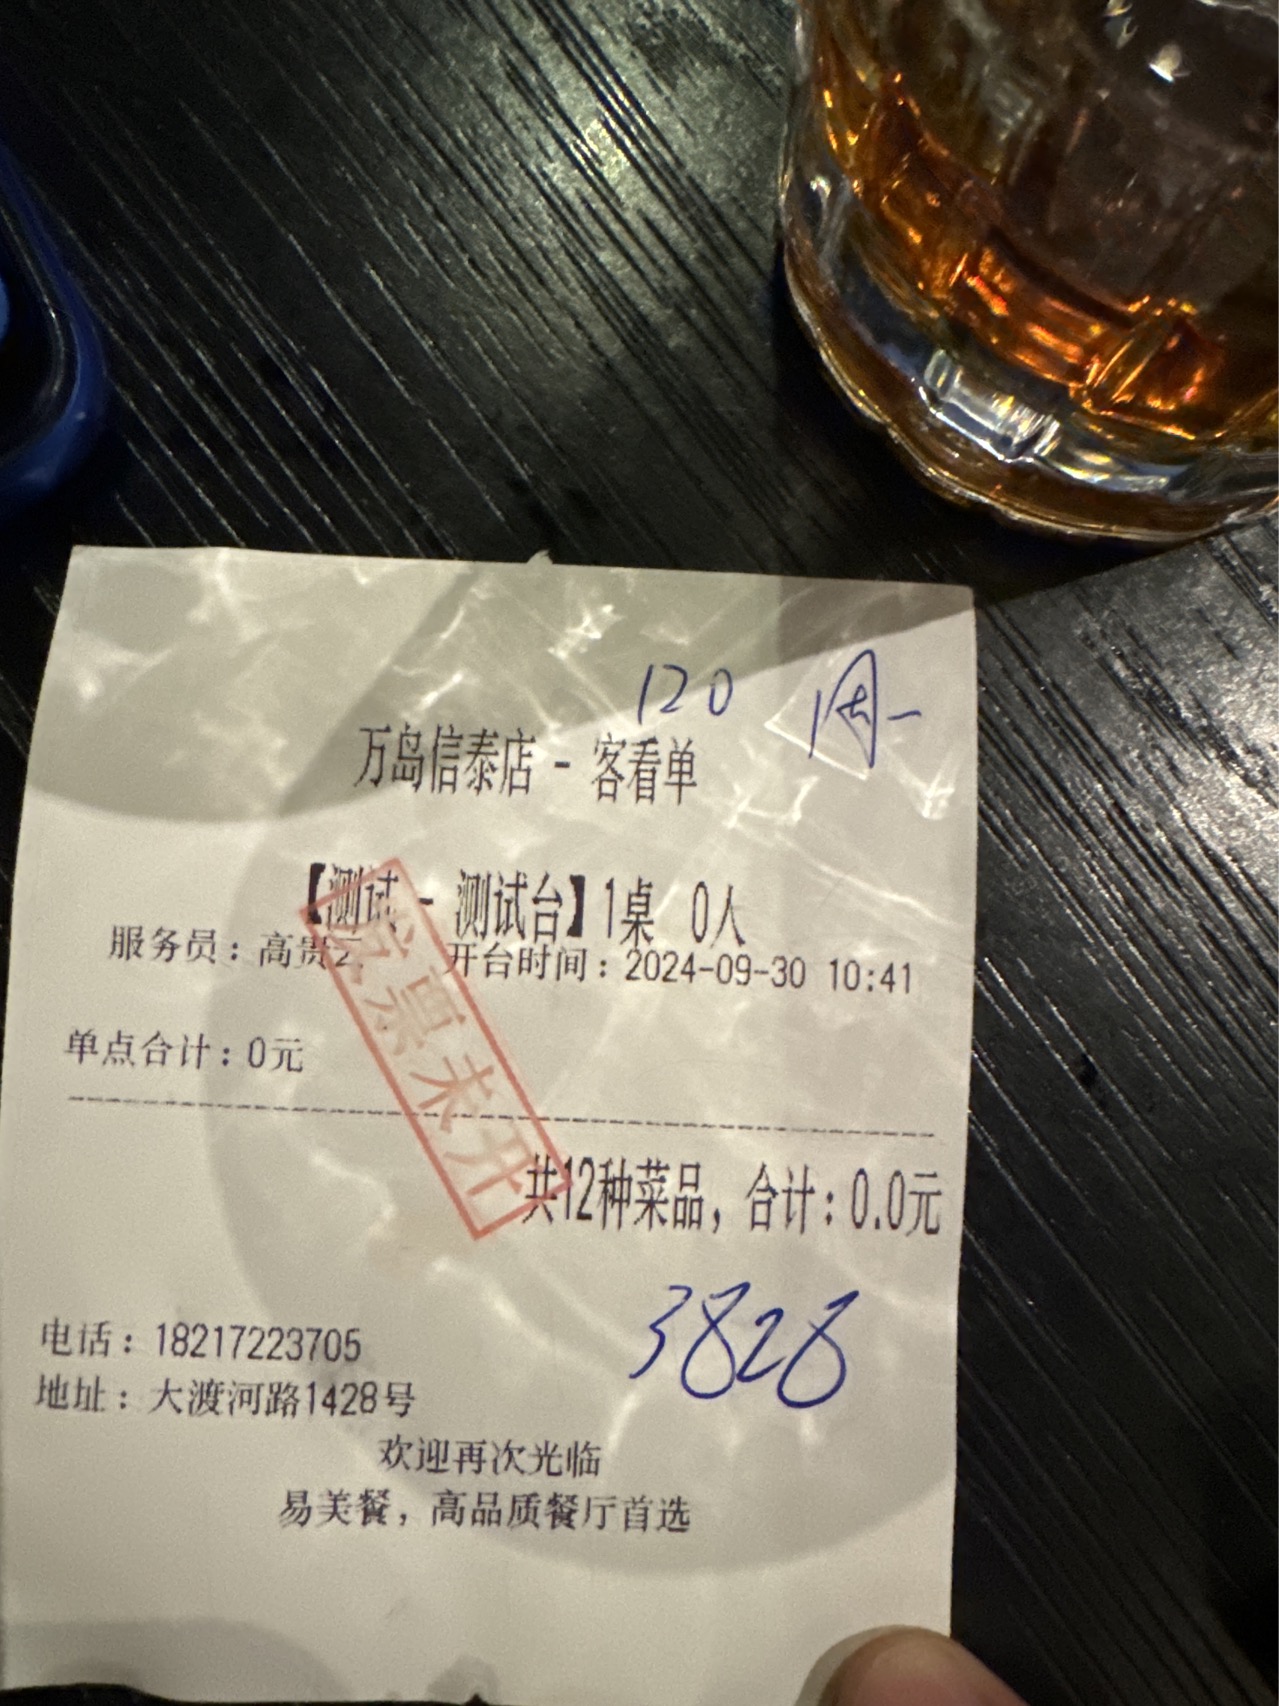 120 周一
万岛信泰店 - 客看单
【测试 - 测试台】1桌 0人
服务员：高贵 开台时间：2024-09-30 10:41
单点合计：0元
发票未开
共12种菜品，合计：0.0元
3828
电话：18217223705
地址：大渡河路1428号
欢迎再次光临
易美餐，高品质餐厅首选